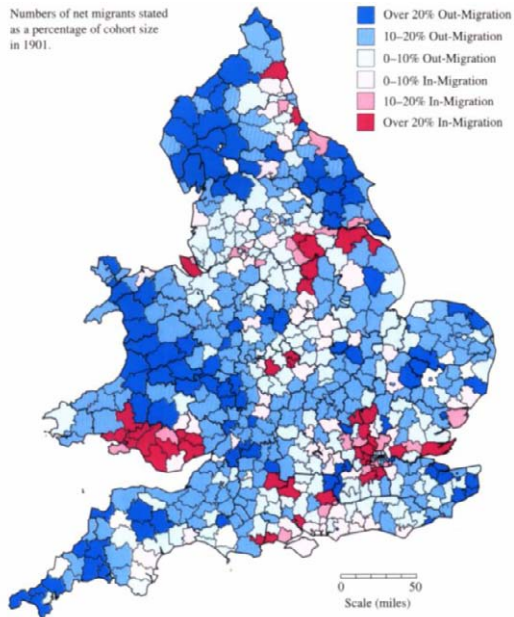 Numbers of net migrants stated
as a percentage of cohort size
in 1901.
Over 20% Out-Migration
10–20% Out-Migration
0–10% Out-Migration
0–10% In-Migration
10–20% In-Migration
Over 20% In-Migration
0 50
Scale (miles)